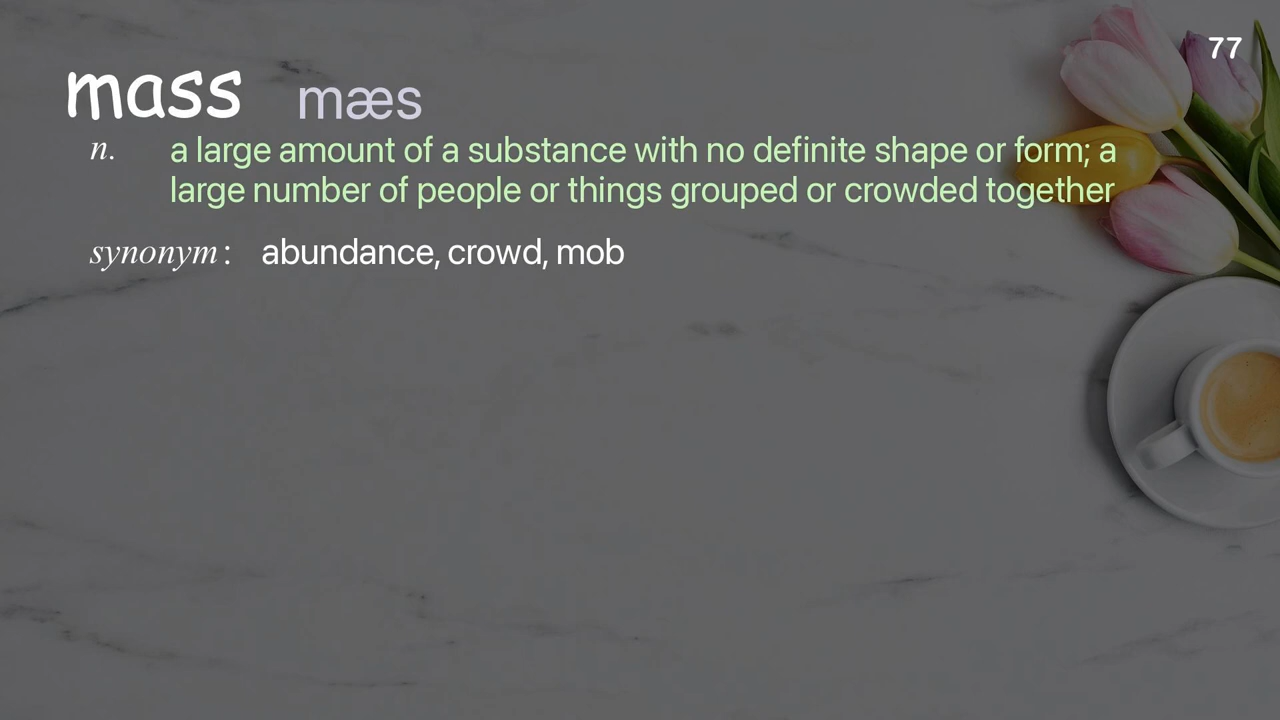 77
mass mæs
n. a large amount of a substance with no definite shape or form; a
large number of people or things grouped or crowded together
synonym : abundance, crowd, mob